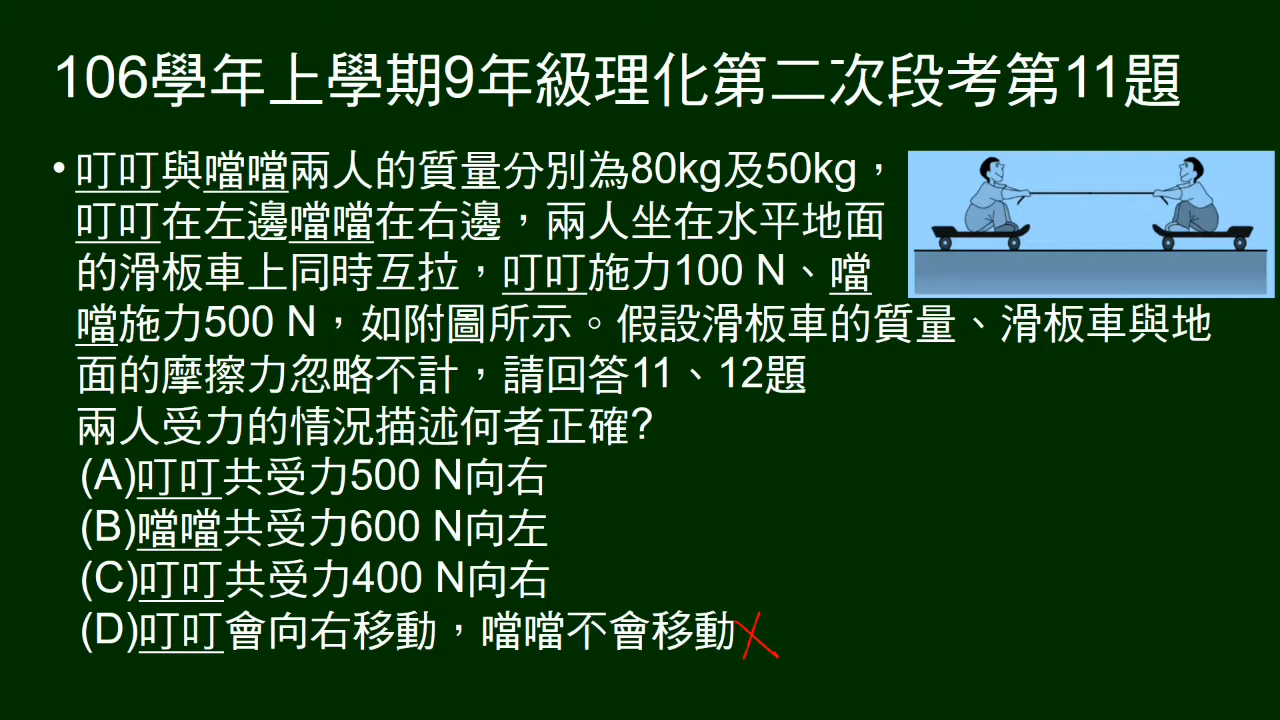 106學年上學期9年級理化第二次段考第11題
•叮叮與噹噹兩人的質量分別為80kg及50kg，
叮叮在左邊噹噹在右邊，兩人坐在水平地面
的滑板車上同時互拉，叮叮施力100 N、噹
噹施力500 N，如附圖所示。假設滑板車的質量、滑板車與地
面的摩擦力忽略不計，請回答11、12題
兩人受力的情況描述何者正確?
(A)叮叮共受力500 N向右
(B)噹噹共受力600 N向左
(C)叮叮共受力400 N向右
(D)叮叮會向右移動，噹噹不會移動